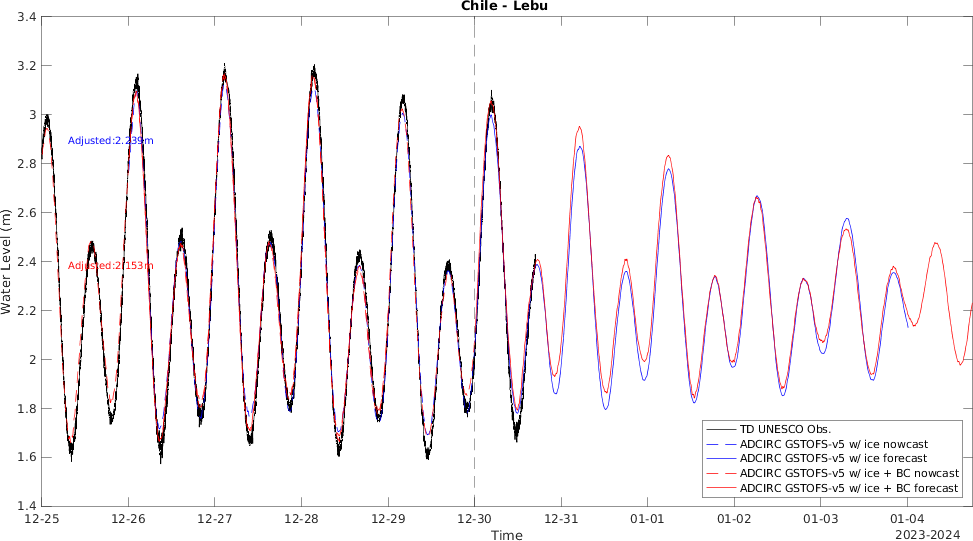 Chile - Lebu
3.4
3.2
3
2.8
2.6
2.4
2.2
2
1.8
1.6
1.4
Water Level (m)
Adjusted:2.239m
Adjusted:2.153m
TD UNESCO Obs.
ADCIRC GSTOFS-v5 w/ ice nowcast
ADCIRC GSTOFS-v5 w/ ice forecast
ADCIRC GSTOFS-v5 w/ ice + BC nowcast
ADCIRC GSTOFS-v5 w/ ice + BC forecast
12-25 12-26 12-27 12-28 12-29 12-30 12-31 01-01 01-02 01-03 01-04
Time
2023-2024